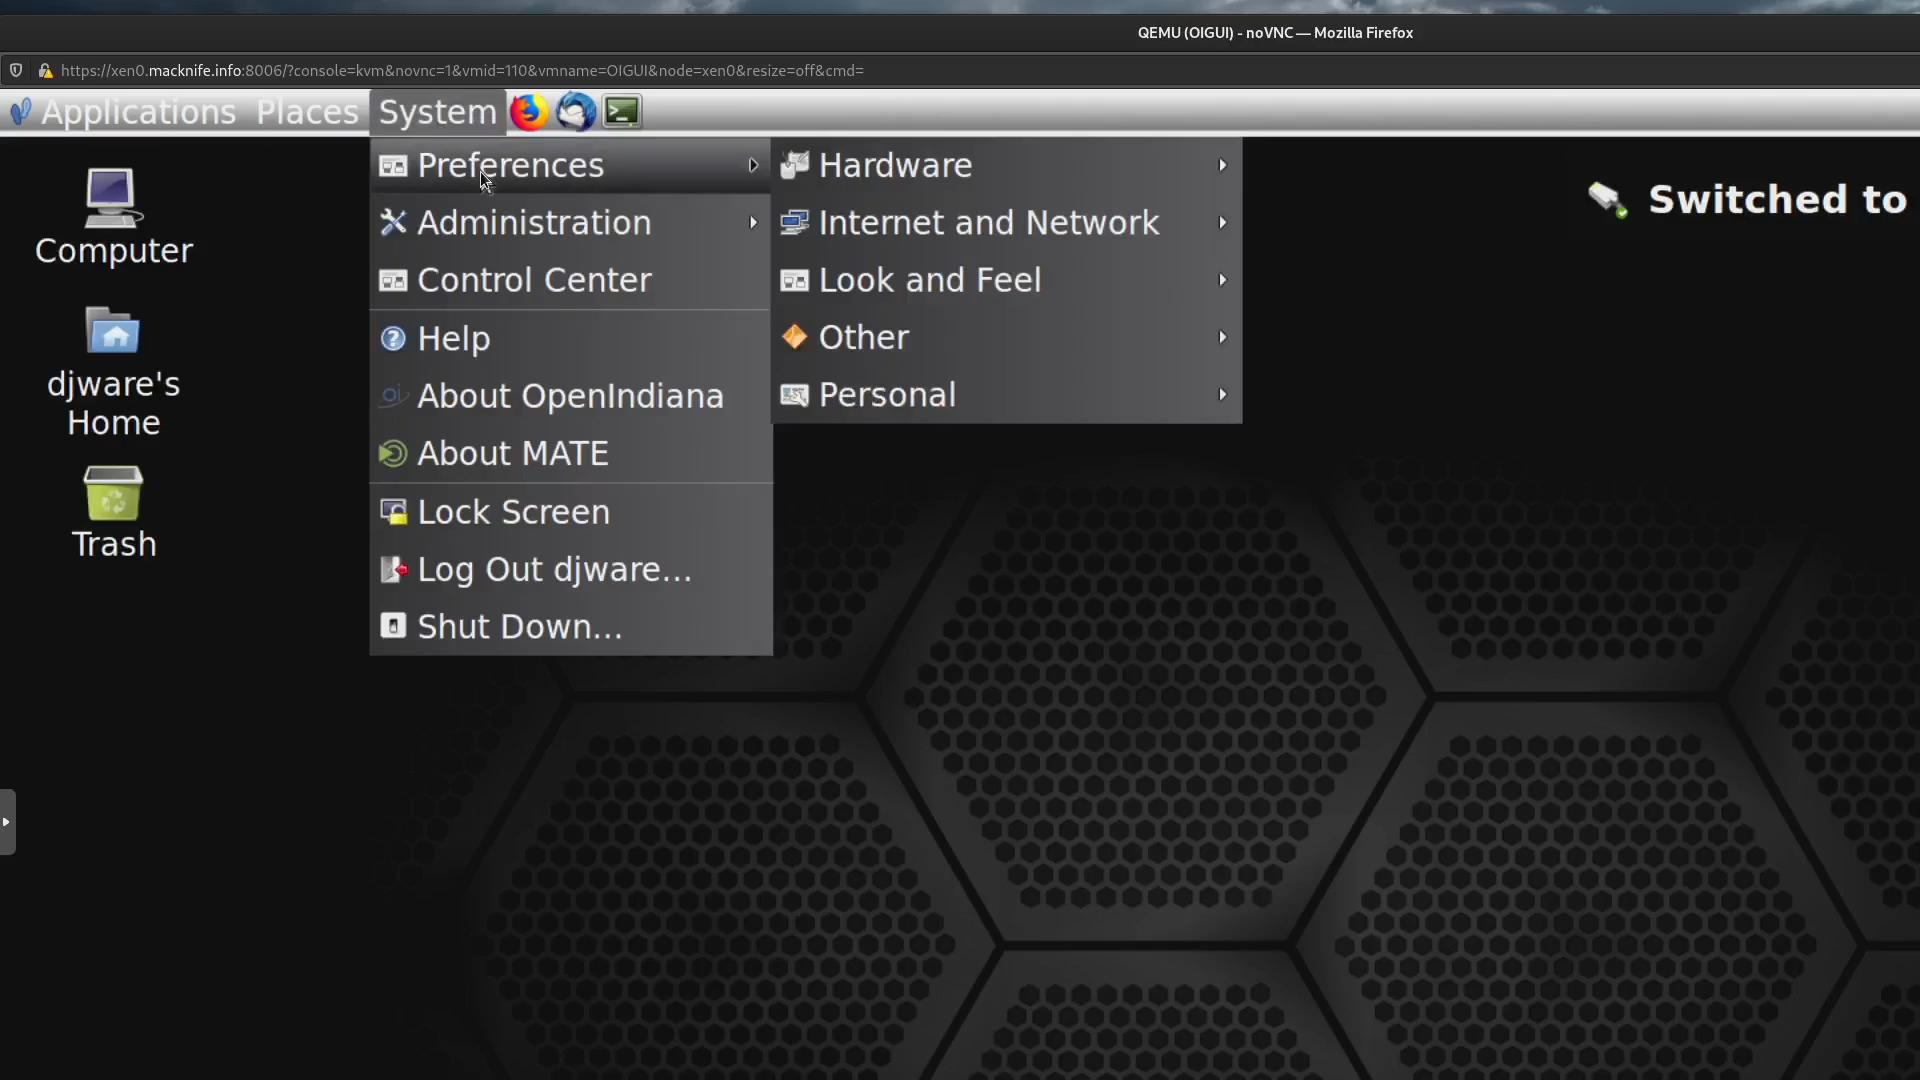 QEMU (OIGUI) - noVNC — Mozilla Firefox
https://xen0.macknife.info:8006/?console=kvm&novnc=1&vmid=110&vmname=OIGUI&node=xen0&resize=off&cmd=
Applications Places System
Preferences
Administration
Control Center
Help
About OpenIndiana
About MATE
Lock Screen
Log Out djware...
Shut Down...
Hardware
Internet and Network
Look and Feel
Other
Personal
Switched to
Computer
djware's
Home
Trash